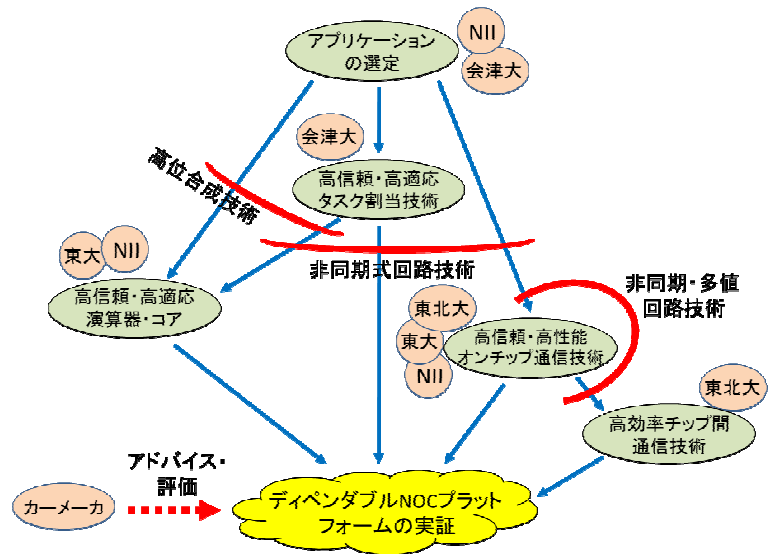 アプリケーション
の選定
NII
会津大
会津大
高信頼・高適応
タスク割当技術
高位合成技術
東大
NII
高信頼・高適応
演算器・コア
非同期式回路技術
非同期・多値
回路技術
東北大
東大
NII
高信頼・高性能
オンチップ通信技術
東北大
高効率チップ間
通信技術
アドバイス・
評価
カーメーカ
ディペンダブルNOCプラット
フォームの実証